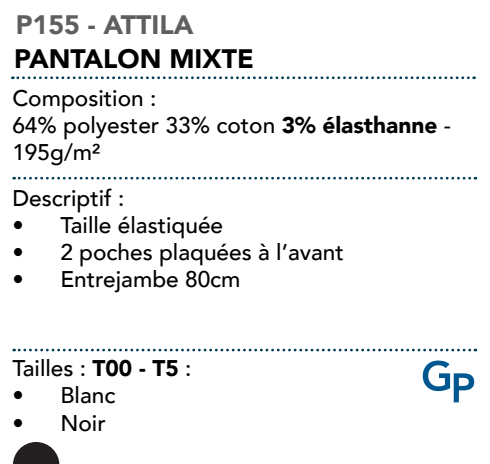 P155 - ATTILA
PANTALON MIXTE
Composition :
64% polyester 33% coton 3% élasthanne -
195g/m²
Descriptif :
• Taille élastiquée
• 2 poches plaquées à l’avant
• Entrejambe 80cm
Tailles : T00 - T5 :
GP
• Blanc
• Noir